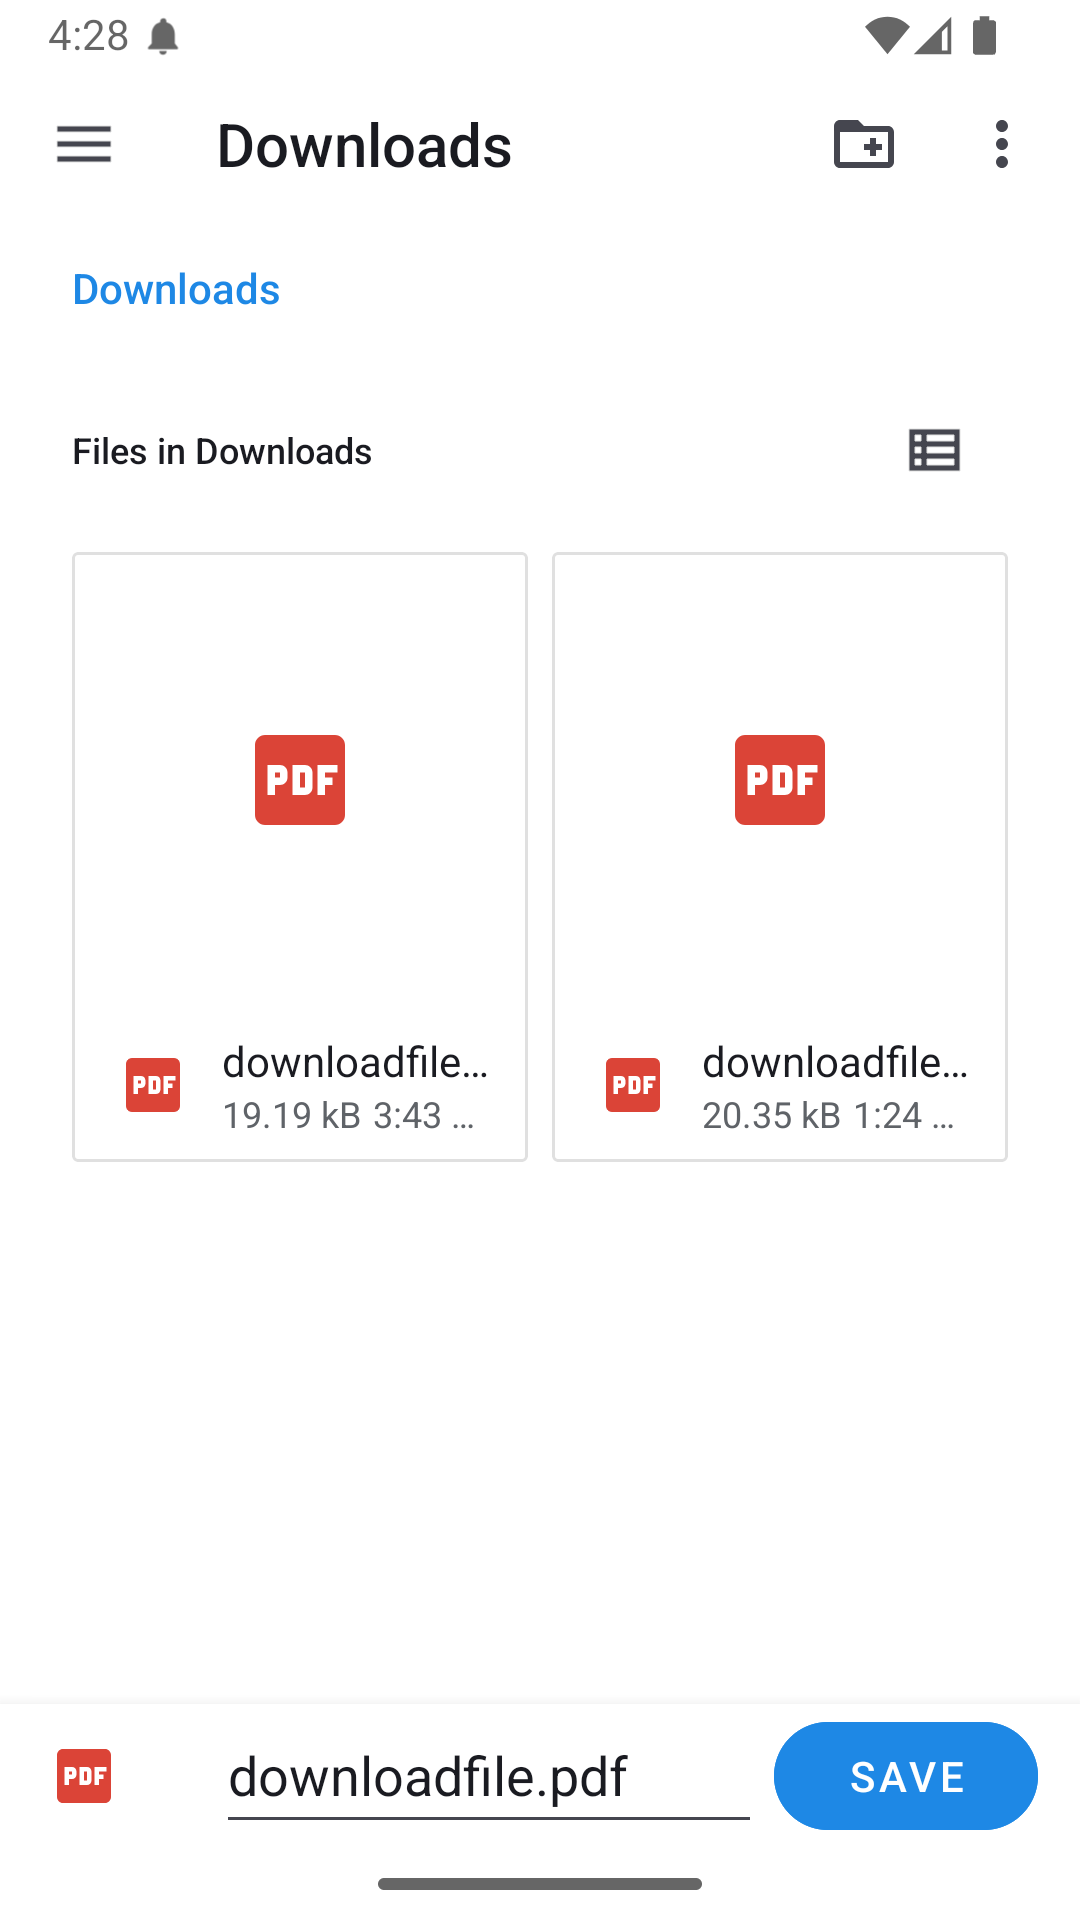 4:28
Downloads
Downloads
Files in Downloads
PDF
PDF
PDF
downloadfile...
19.19 kB 3:43 ...
PDF
downloadfile...
20.35 kB 1:24 ...
PDF
downloadfile.pdf
SAVE